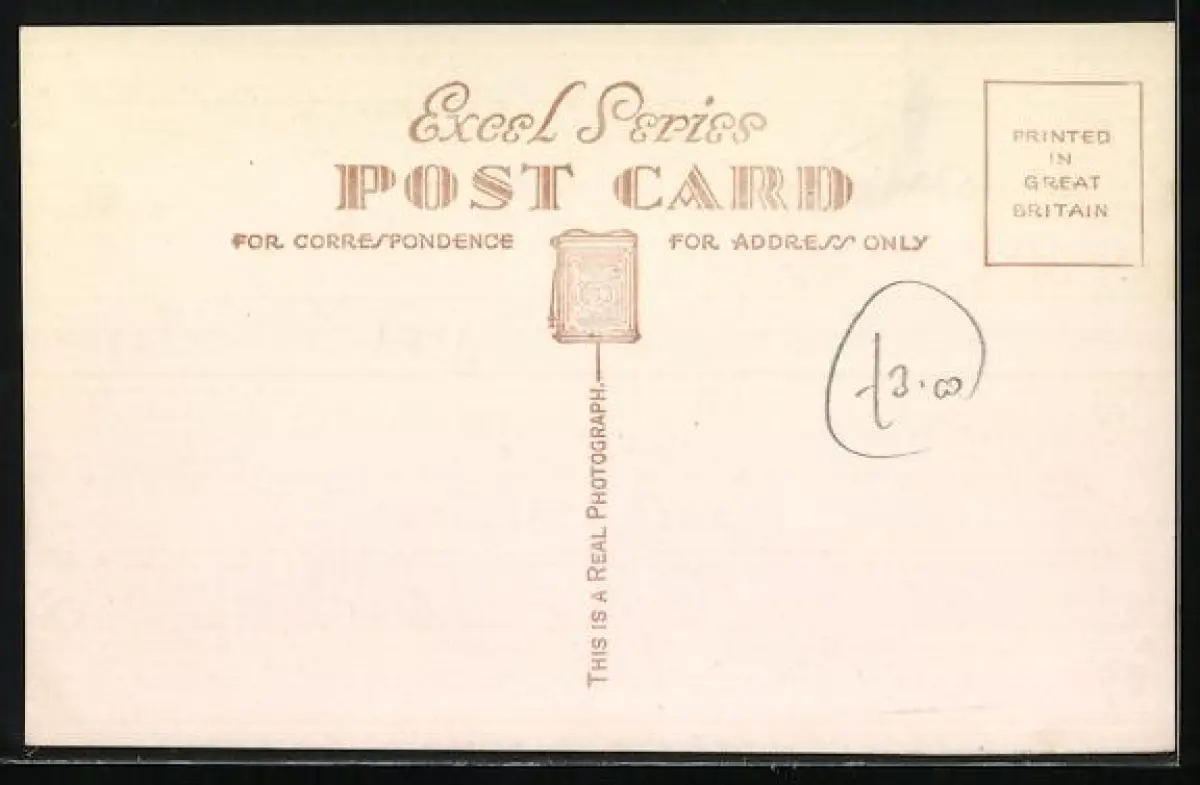 Excel Series
POST CARD
FOR CORRESPONDENCE
FOR ADDRESS ONLY
PRINTED
IN
GREAT
BRITAIN
£3.00
THIS IS A REAL PHOTOGRAPH.